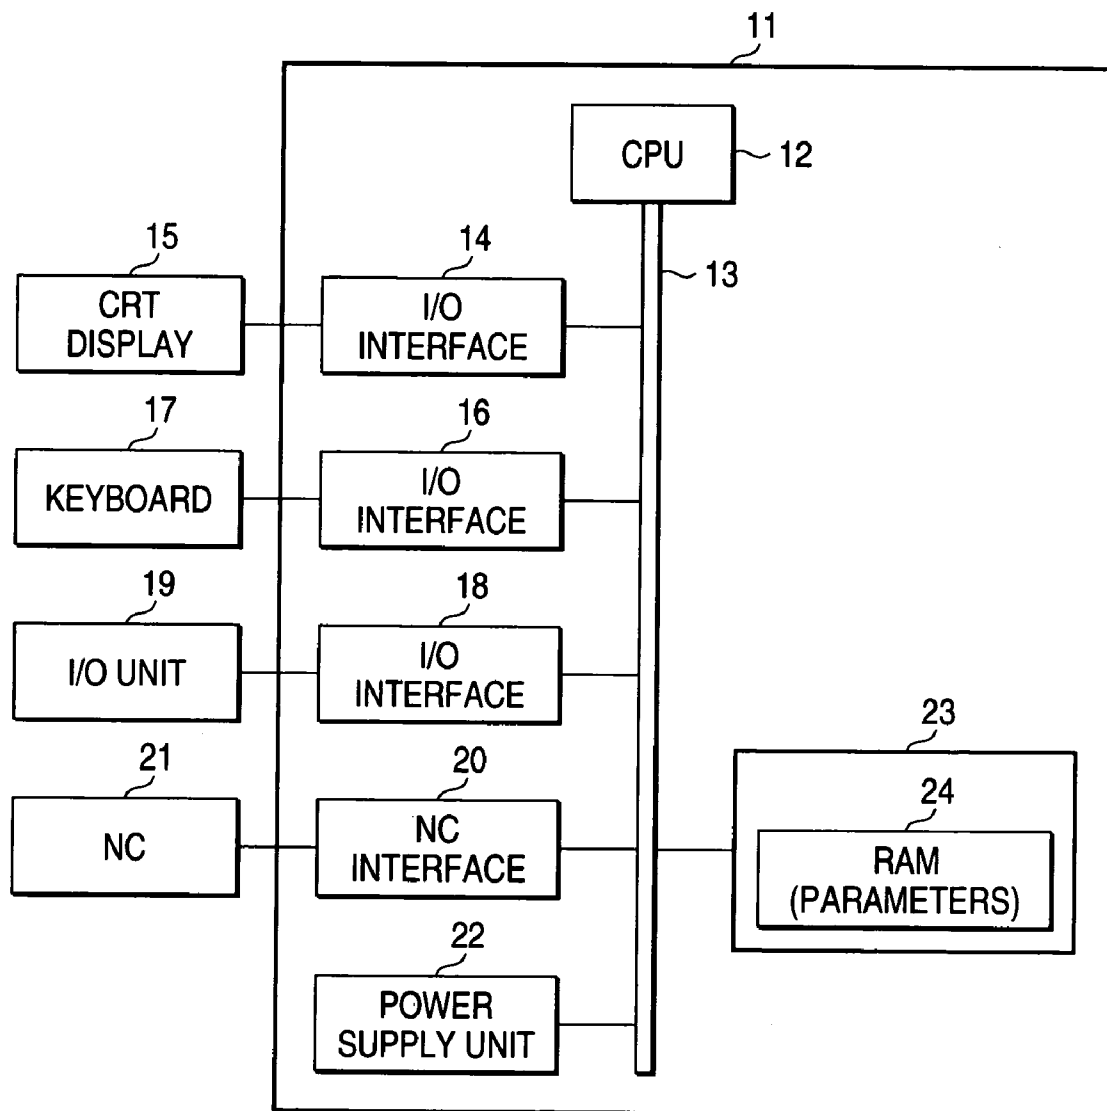 11
CPU
12
13
15
CRT
DISPLAY
14
I/O
INTERFACE
17
KEYBOARD
16
I/O
INTERFACE
19
I/O UNIT
18
I/O
INTERFACE
21
NC
20
NC
INTERFACE
23
24
RAM
(PARAMETERS)
22
POWER
SUPPLY UNIT